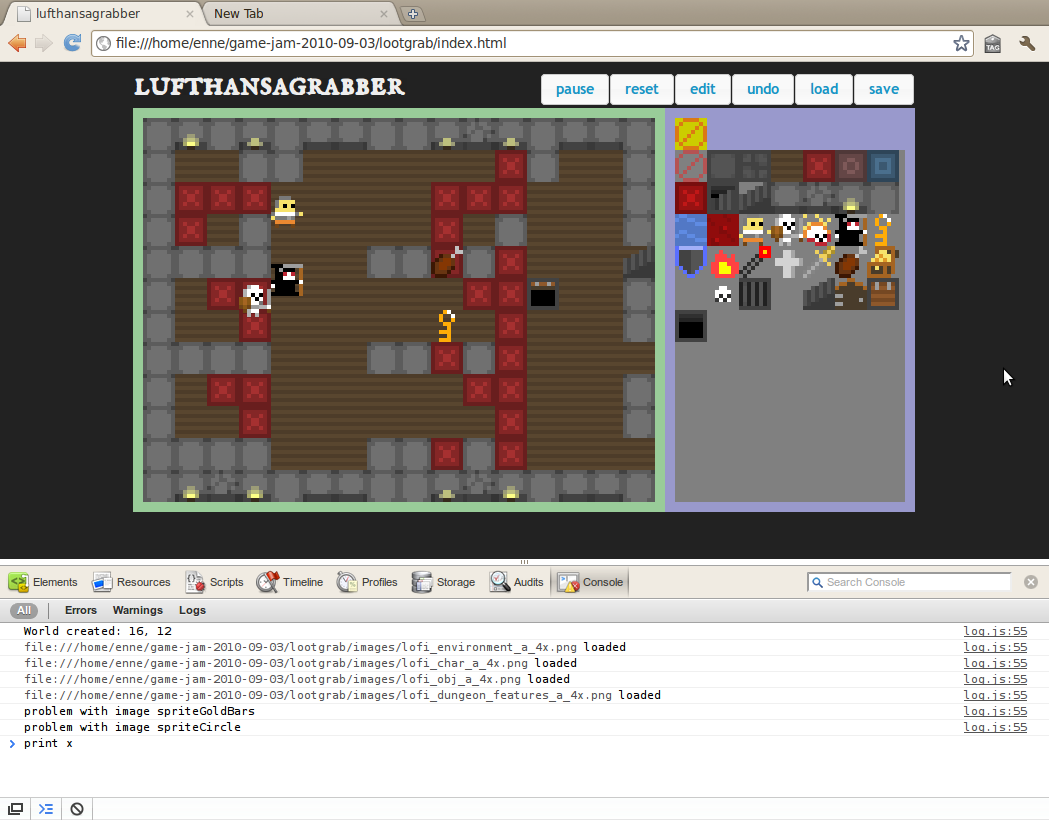 lufthansagrabber
New Tab
file:///home/enne/game-jam-2010-09-03/lootgrab/index.html
TAG
LUFTHANSAGRABBER
pause reset edit undo load save
Elements Resources Scripts Timeline Profiles Storage Audits Console Search Console
All Errors Warnings Logs
World created: 16, 12 log.js:55
file:///home/enne/game-jam-2010-09-03/lootgrab/images/lofi_environment_a_4x.png loaded log.js:55
file:///home/enne/game-jam-2010-09-03/lootgrab/images/lofi_char_a_4x.png loaded log.js:55
file:///home/enne/game-jam-2010-09-03/lootgrab/images/lofi_obj_a_4x.png loaded log.js:55
file:///home/enne/game-jam-2010-09-03/lootgrab/images/lofi_dungeon_features_a_4x.png loaded log.js:55
problem with image spriteGoldBars log.js:55
problem with image spriteCircle log.js:55
> print x